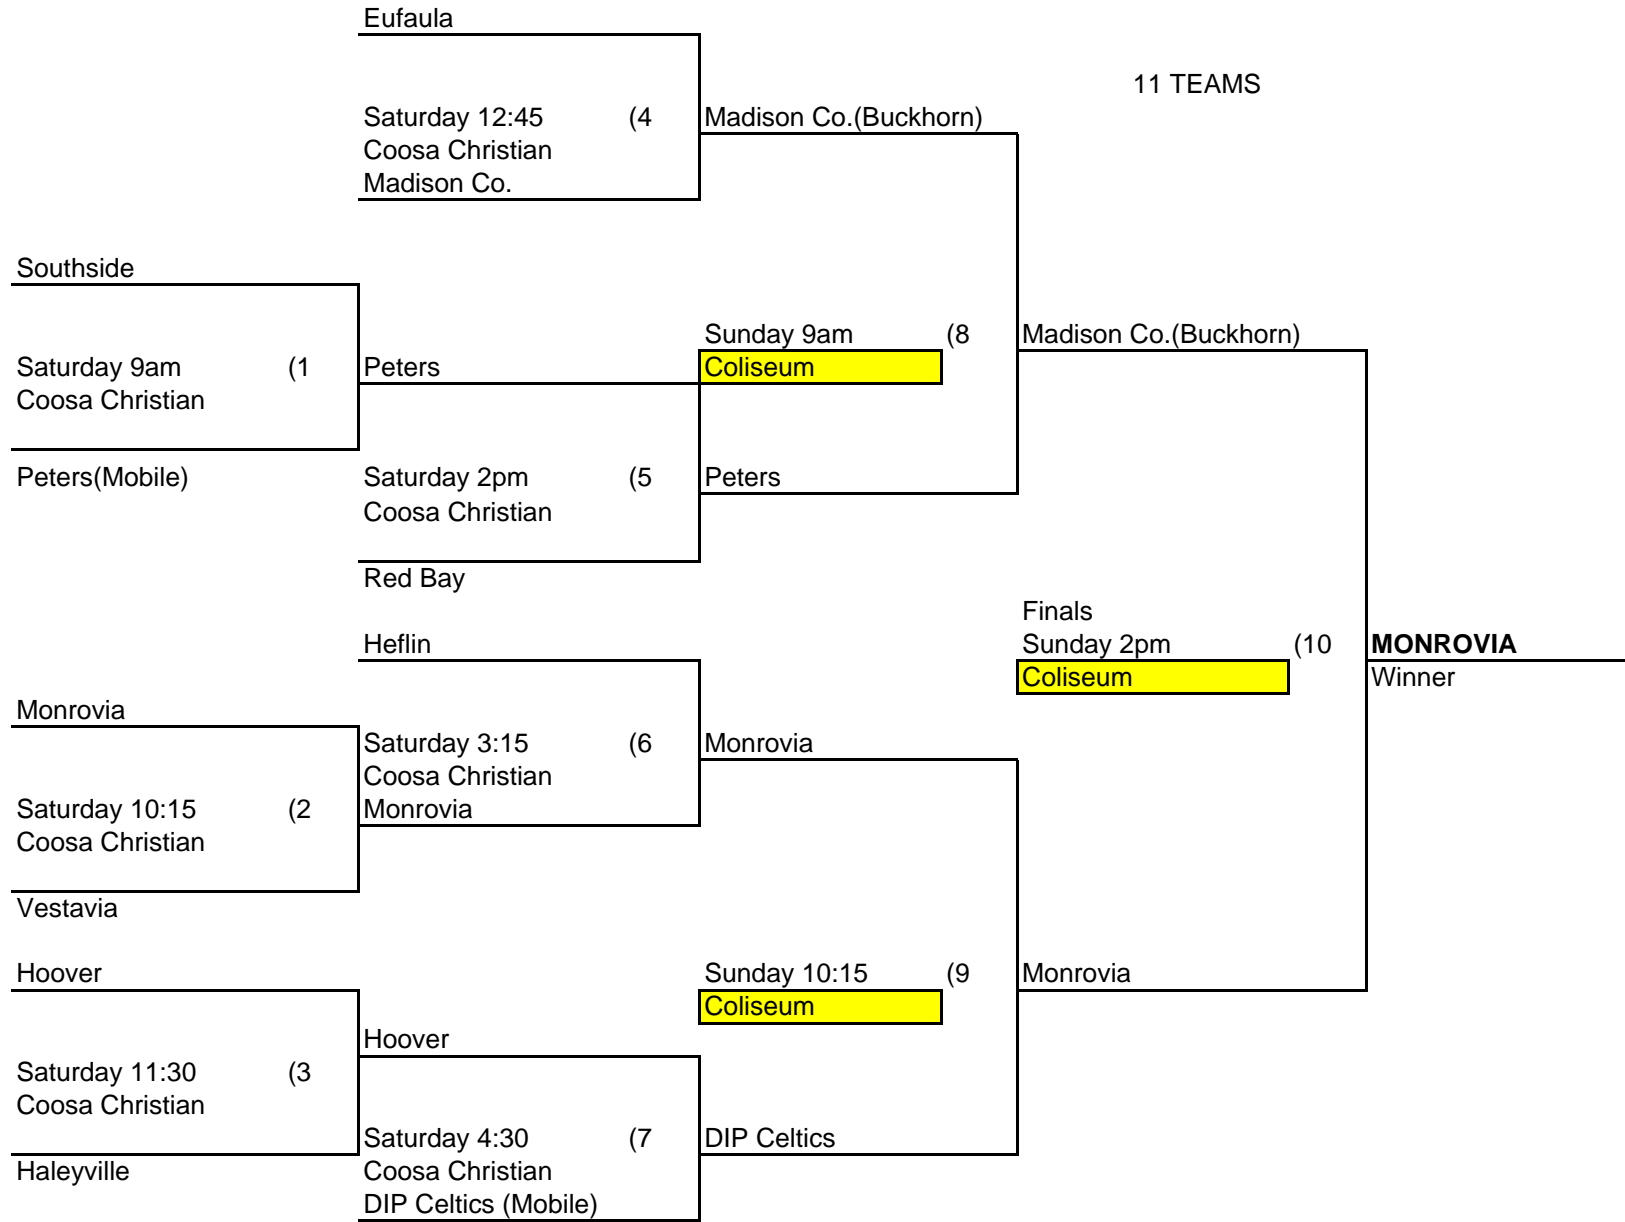 Eufaula
11 TEAMS
Saturday 12:45 (4 Madison Co.(Buckhorn)
Coosa Christian
Madison Co.
Southside
Sunday 9am (8 Madison Co.(Buckhorn)
Saturday 9am (1 Peters Coliseum
Coosa Christian
Peters(Mobile) Saturday 2pm (5 Peters
Coosa Christian
Red Bay
Finals
Heflin Sunday 2pm (10 MONROVIA
Coliseum Winner
Monrovia
Saturday 3:15 (6 Monrovia
Coosa Christian
Saturday 10:15 (2 Monrovia
Coosa Christian
Vestavia
Hoover Sunday 10:15 (9 Monrovia
Coliseum
Hoover
Saturday 11:30 (3
Coosa Christian
Saturday 4:30 (7 DIP Celtics
Haleyville Coosa Christian
DIP Celtics (Mobile)